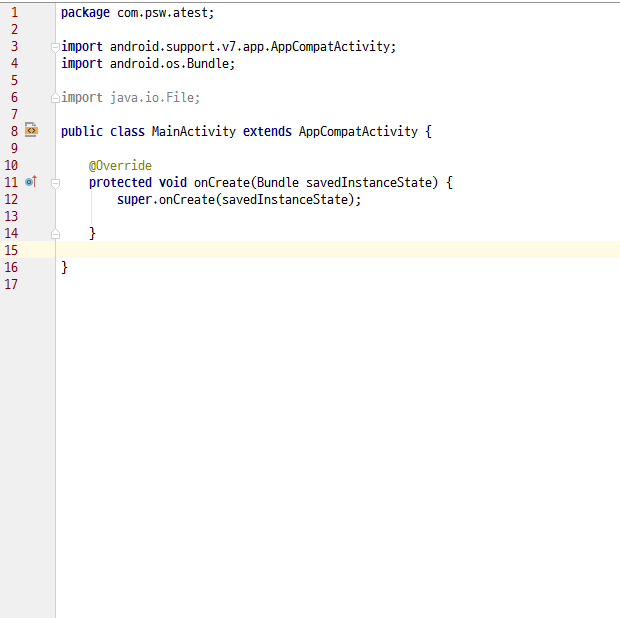 1 package com.psw.atest;
2
3 import android.support.v7.app.AppCompatActivity;
4 import android.os.Bundle;
5
6 import java.io.File;
7
8 public class MainActivity extends AppCompatActivity {
9
10     @Override
11     protected void onCreate(Bundle savedInstanceState) {
12         super.onCreate(savedInstanceState);
13
14     }
15
16 }
17